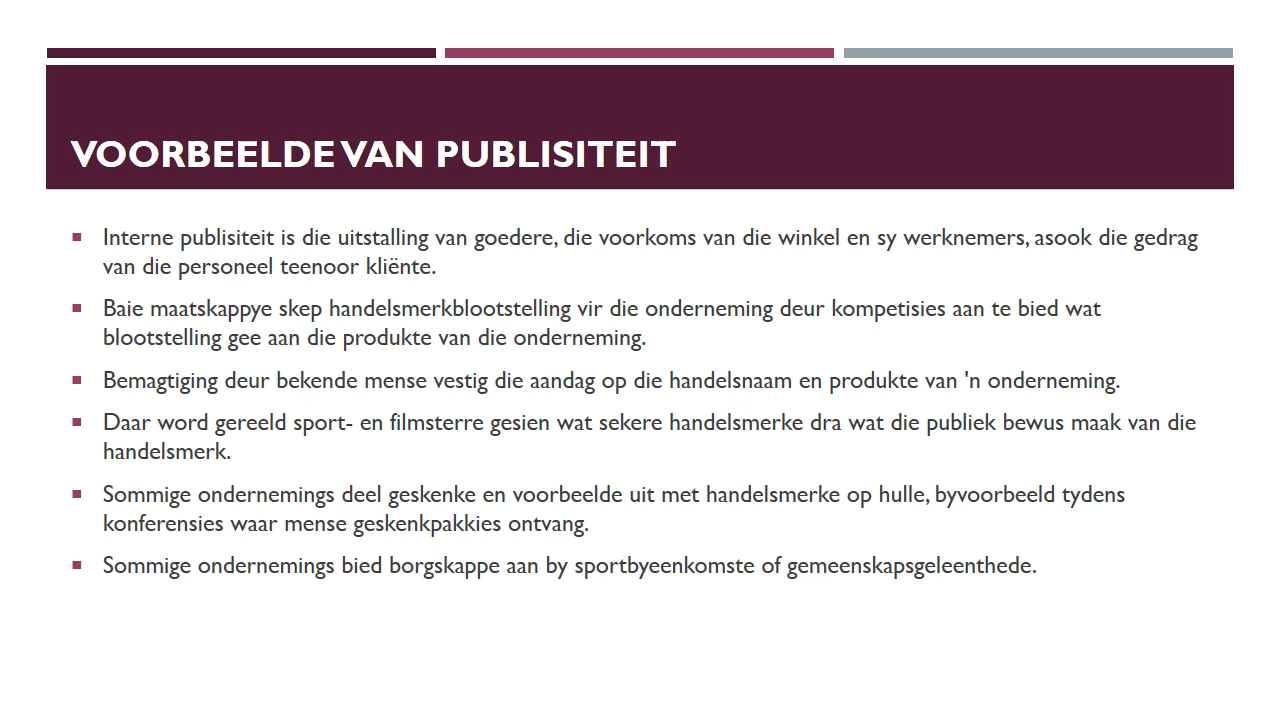 VOORBEELDE VAN PUBLISITEIT
Interne publisiteit is die uitstalling van goedere, die voorkoms van die winkel en sy werknemers, asook die gedrag
van die personeel teenoor kliënte.
Baie maatskappye skep handelsmerkblootstelling vir die onderneming deur kompetisies aan te bied wat
blootstelling gee aan die produkte van die onderneming.
Bemagtiging deur bekende mense vestig die aandag op die handelsnaam en produkte van 'n onderneming.
Daar word gereeld sport- en filmsterre gesien wat sekere handelsmerke dra wat die publiek bewus maak van die
handelsmerk.
Sommige ondernemings deel geskenke en voorbeelde uit met handelsmerke op hulle, byvoorbeeld tydens
konferensies waar mense geskenkpakkies ontvang.
Sommige ondernemings bied borgskappe aan by sportbyeenkomste of gemeenskapsgeleenthede.